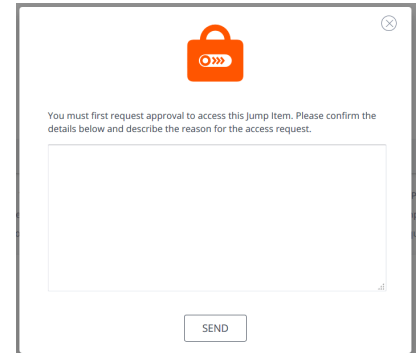 You must first request approval to access this Jump Item. Please confirm the
details below and describe the reason for the access request.
SEND